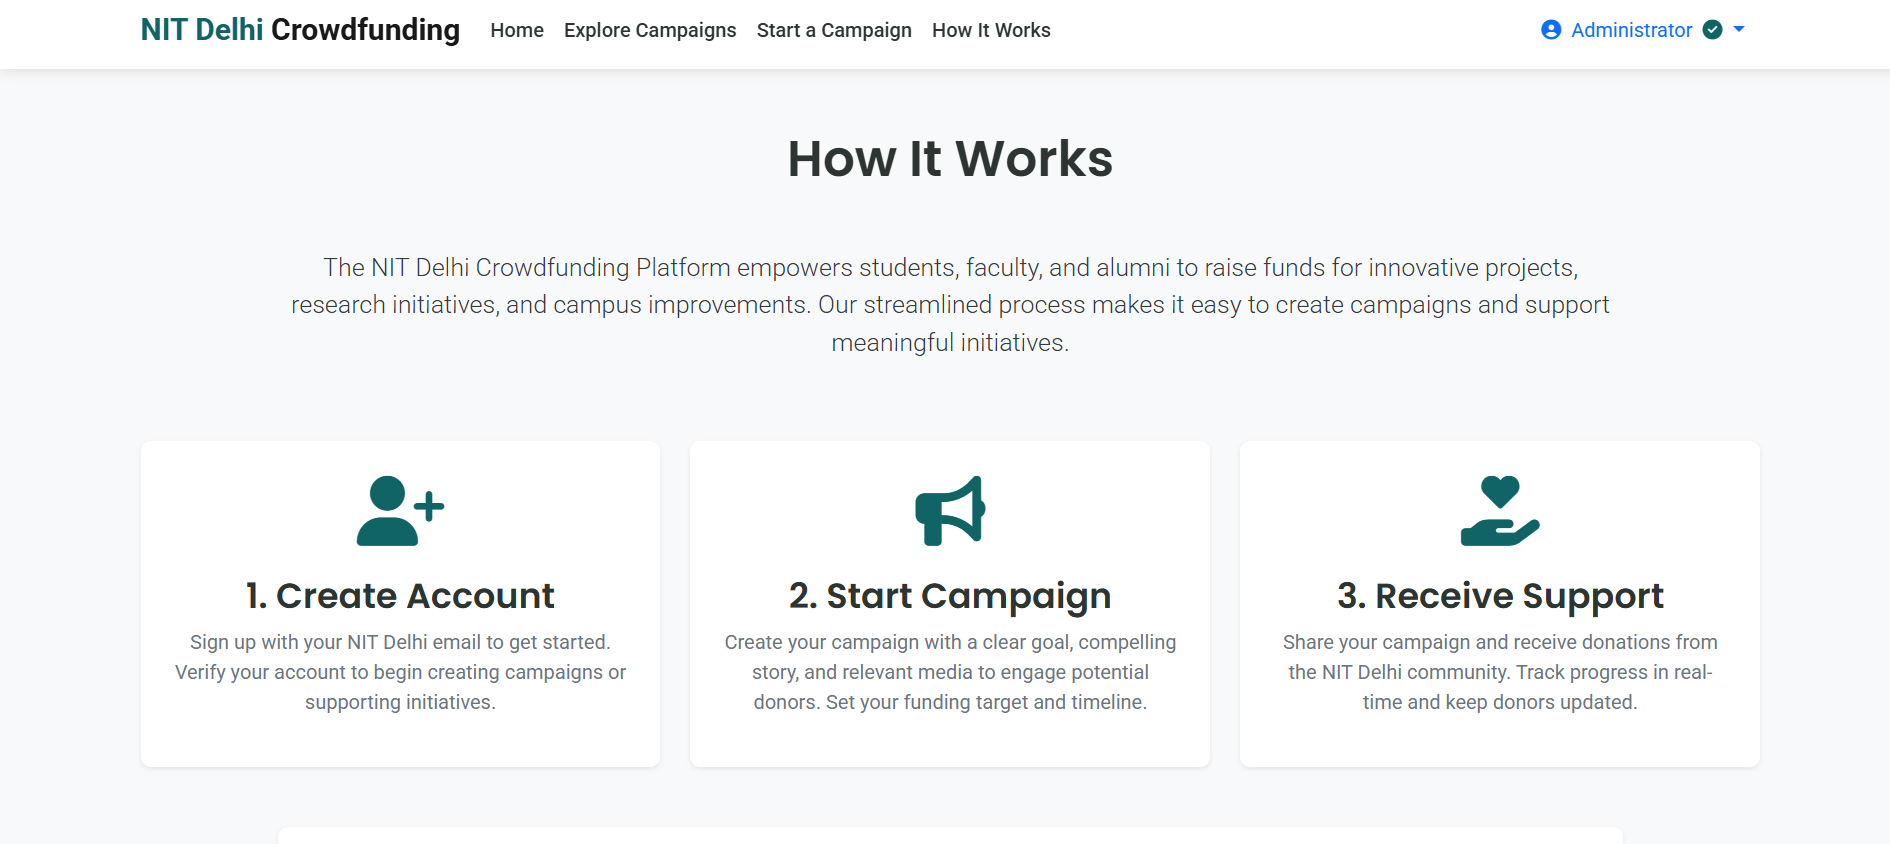 NIT Delhi Crowdfunding Home Explore Campaigns Start a Campaign How It Works Administrator
How It Works
The NIT Delhi Crowdfunding Platform empowers students, faculty, and alumni to raise funds for innovative projects,
research initiatives, and campus improvements. Our streamlined process makes it easy to create campaigns and support
meaningful initiatives.
1. Create Account
Sign up with your NIT Delhi email to get started.
Verify your account to begin creating campaigns or
supporting initiatives.
2. Start Campaign
Create your campaign with a clear goal, compelling
story, and relevant media to engage potential
donors. Set your funding target and timeline.
3. Receive Support
Share your campaign and receive donations from
the NIT Delhi community. Track progress in real-
time and keep donors updated.